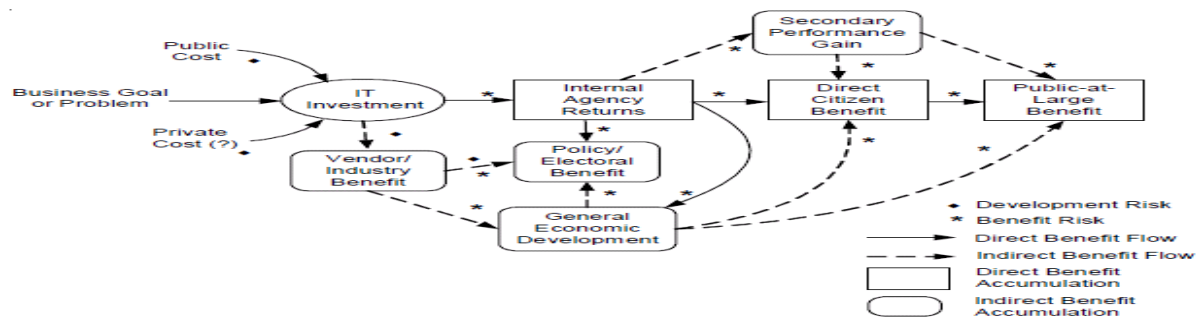 Public
Cost
Business Goal
or Problem
Private
Cost (?)
IT
Investment
Vendor/
Industry
Benefit
Internal
Agency
Returns
Policy/
Electoral
Benefit
General
Economic
Development
Secondary
Performance
Gain
Direct
Citizen
Benefit
Public-at-
Large
Benefit
Development Risk
* Benefit Risk
Direct Benefit Flow
Indirect Benefit Flow
Direct Benefit
Accumulation
Indirect Benefit
Accumulation